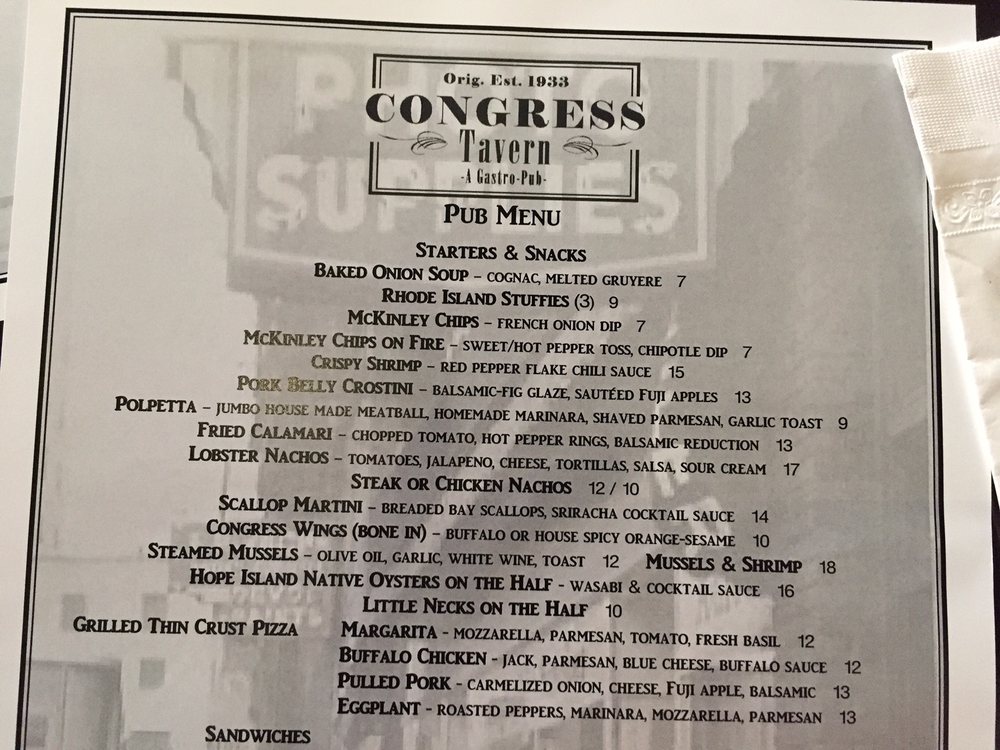 PHOTO
SUPPLIES
Orig. Est. 1933
CONGRESS
Tavern
-A Gastro-Pub-
PUB MENU
STARTERS & SNACKS
BAKED ONION SOUP – COGNAC, MELTED GRUYERE 7
RHODE ISLAND STUFFIES (3) 9
MCKINLEY CHIPS – FRENCH ONION DIP 7
MCKINLEY CHIPS ON FIRE – SWEET/HOT PEPPER TOSS, CHIPOTLE DIP 7
CRISPY SHRIMP – RED PEPPER FLAKE CHILI SAUCE 15
PORK BELLY CROSTINI – BALSAMIC-FIG GLAZE, SAUTÉED FUJI APPLES 13
POLPETTA – JUMBO HOUSE MADE MEATBALL, HOMEMADE MARINARA, SHAVED PARMESAN, GARLIC TOAST 9
FRIED CALAMARI – CHOPPED TOMATO, HOT PEPPER RINGS, BALSAMIC REDUCTION 13
LOBSTER NACHOS – TOMATOES, JALAPENO, CHEESE, TORTILLAS, SALSA, SOUR CREAM 17
STEAK OR CHICKEN NACHOS 12 / 10
SCALLOP MARTINI – BREADED BAY SCALLOPS, SRIRACHA COCKTAIL SAUCE 14
CONGRESS WINGS (BONE IN) – BUFFALO OR HOUSE SPICY ORANGE-SESAME 10
STEAMED MUSSELS – OLIVE OIL, GARLIC, WHITE WINE, TOAST 12 MUSSELS & SHRIMP 18
HOPE ISLAND NATIVE OYSTERS ON THE HALF - WASABI & COCKTAIL SAUCE 16
LITTLE NECKS ON THE HALF 10
GRILLED THIN CRUST PIZZA MARGARITA - MOZZARELLA, PARMESAN, TOMATO, FRESH BASIL 12
BUFFALO CHICKEN - JACK, PARMESAN, BLUE CHEESE, BUFFALO SAUCE 12
PULLED PORK - CARMELIZED ONION, CHEESE, FUJI APPLE, BALSAMIC 13
EGGPLANT - ROASTED PEPPERS, MARINARA, MOZZARELLA, PARMESAN 13
SANDWICHES